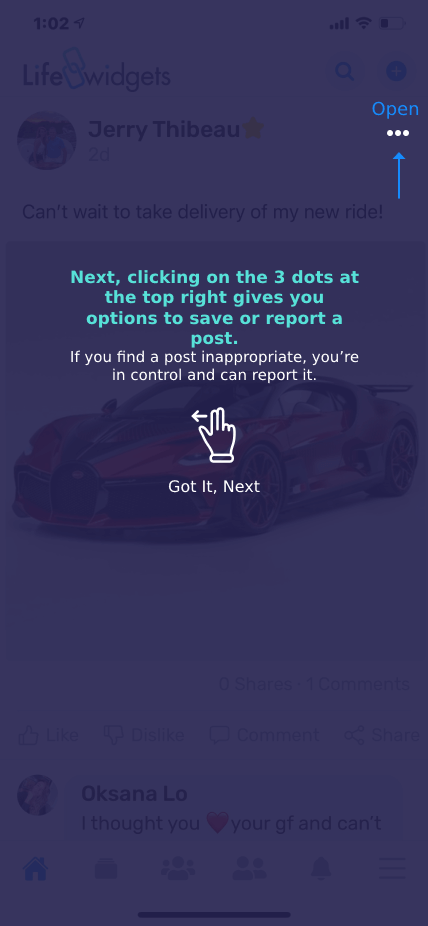 1:02
Lifewidgets
Open
Jerry Thibeau
2d
Can't wait to take delivery of my new ride!
Next, clicking on the 3 dots at
the top right gives you
options to save or report a
post.
If you find a post inappropriate, you're
in control and can report it.
Got It, Next
0 Shares · 1 Comments
Like Dislike Comment Share
Oksana Lo
I thought you ❤️your gf and can't